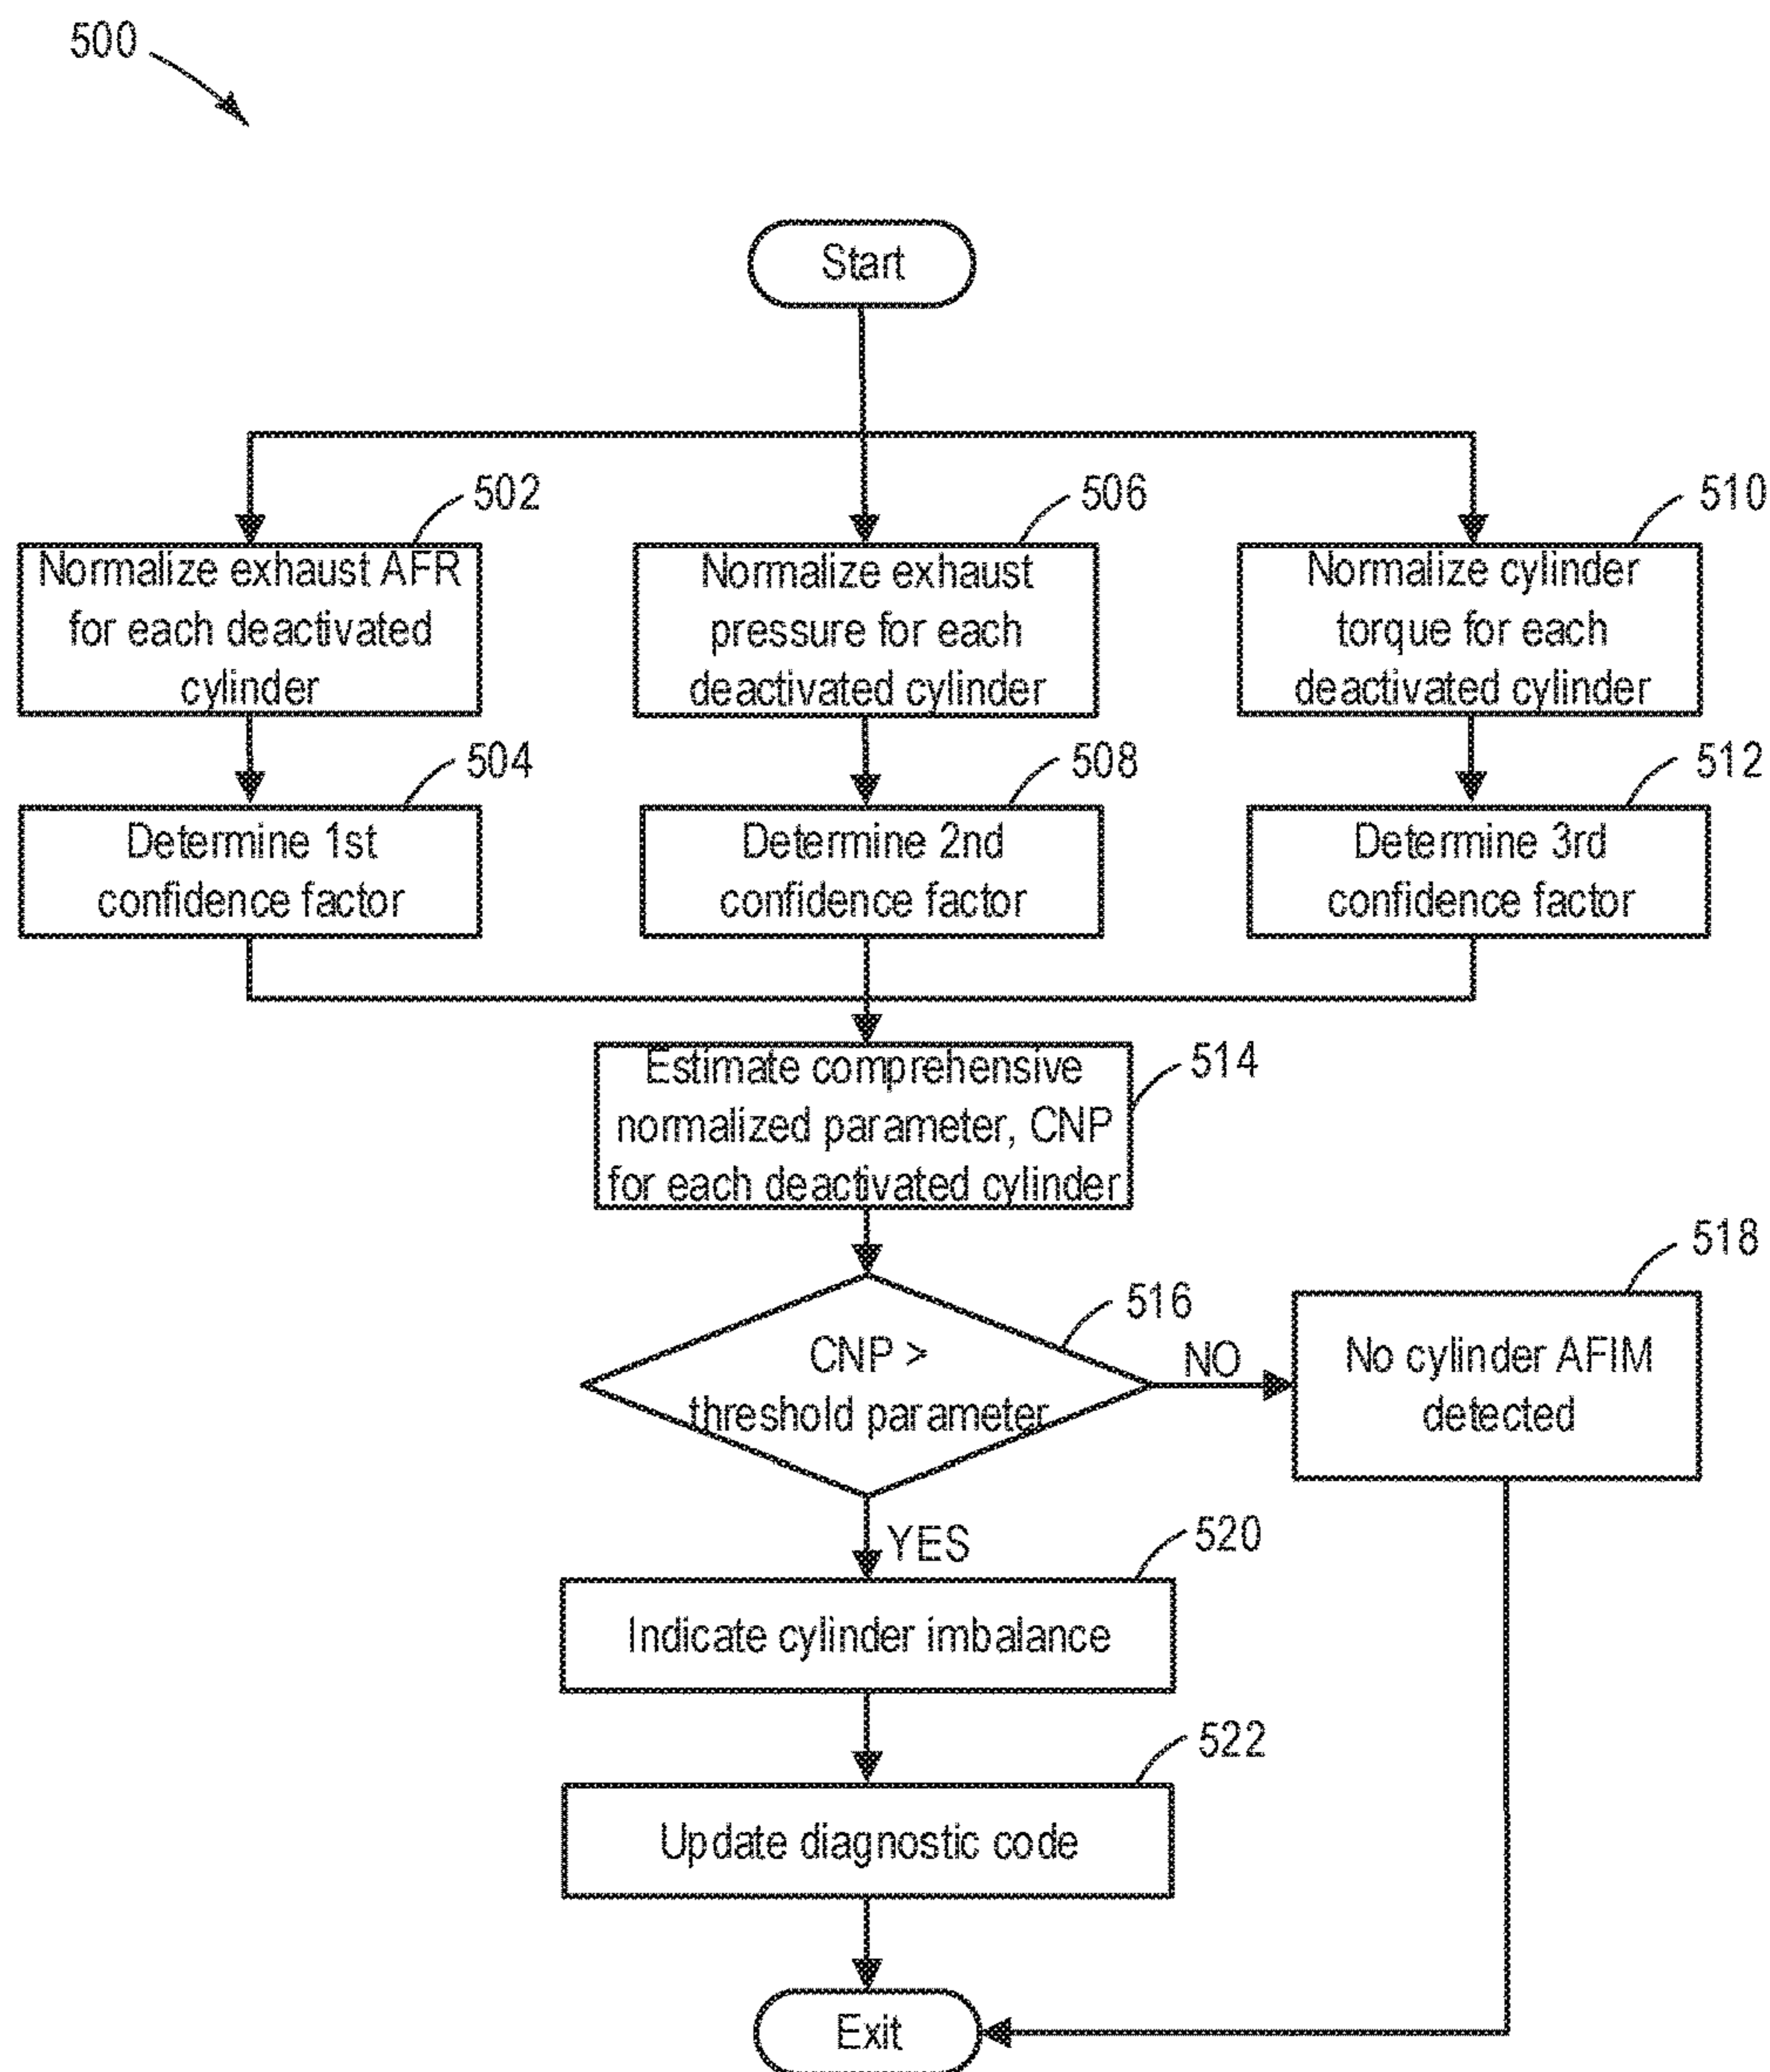 500
Start
502
Normalize exhaust AFR
for each deactivated
cylinder
506
Normalize exhaust
pressure for each
deactivated cylinder
510
Normalize cylinder
torque for each
deactivated cylinder
504
Determine 1st
confidence factor
508
Determine 2nd
confidence factor
512
Determine 3rd
confidence factor
514
Estimate comprehensive
normalized parameter, CNP
for each deactivated cylinder
516
CNP >
threshold parameter
NO
518
No cylinder AFIM
detected
YES
520
Indicate cylinder imbalance
522
Update diagnostic code
Exit